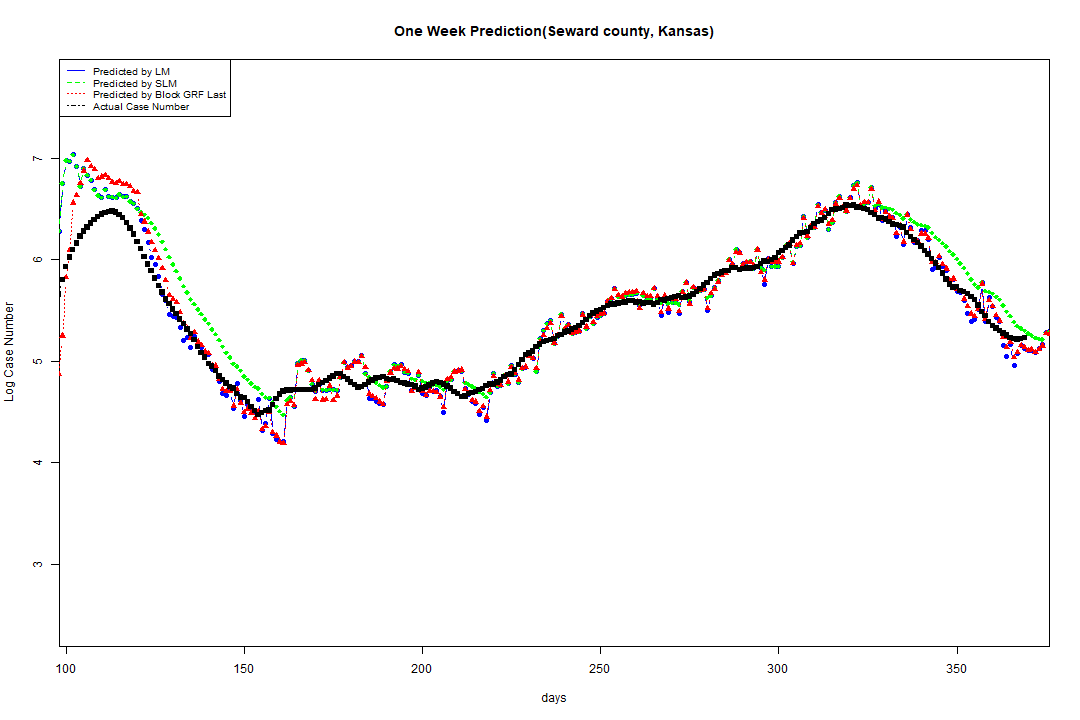 One Week Prediction(Seward county, Kansas)
Predicted by LM
Predicted by SLM
Predicted by Block GRF Last
Actual Case Number
7
6
5
4
3
Log Case Number
100 150 200 250 300 350
days